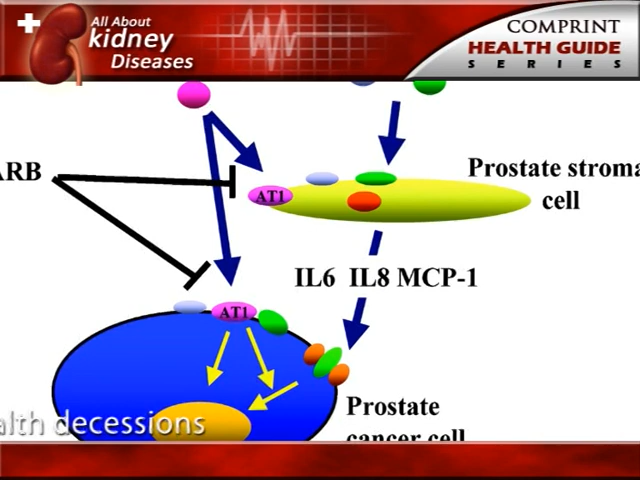 All About
kidney
Diseases
COMPRINT
HEALTH GUIDE
SERIES
ARB
Prostate stroma
cell
AT1
IL6 IL8 MCP-1
AT1
alth decessions
Prostate
cancer cell